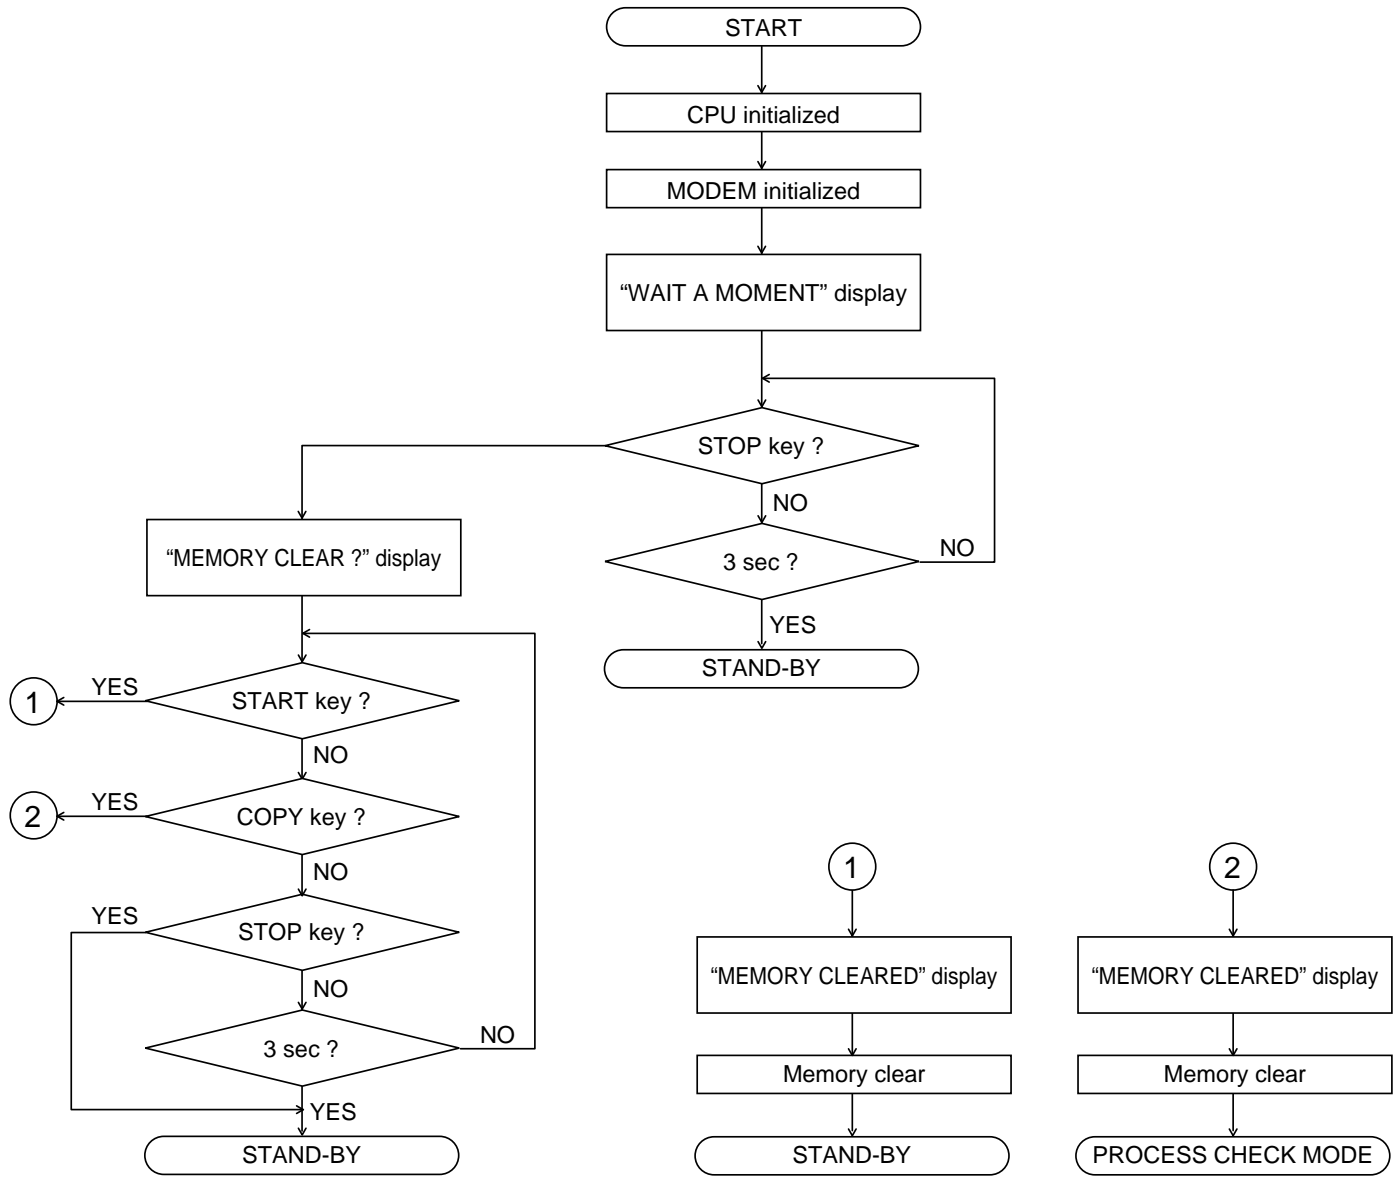 START
CPU initialized
MODEM initialized
“WAIT A MOMENT” display
STOP key ?
NO
3 sec ?
NO
YES
STAND-BY
“MEMORY CLEAR ?” display
START key ?
YES
1
NO
COPY key ?
YES
2
NO
STOP key ?
YES
NO
3 sec ?
NO
YES
STAND-BY
1
“MEMORY CLEARED” display
Memory clear
STAND-BY
2
“MEMORY CLEARED” display
Memory clear
PROCESS CHECK MODE